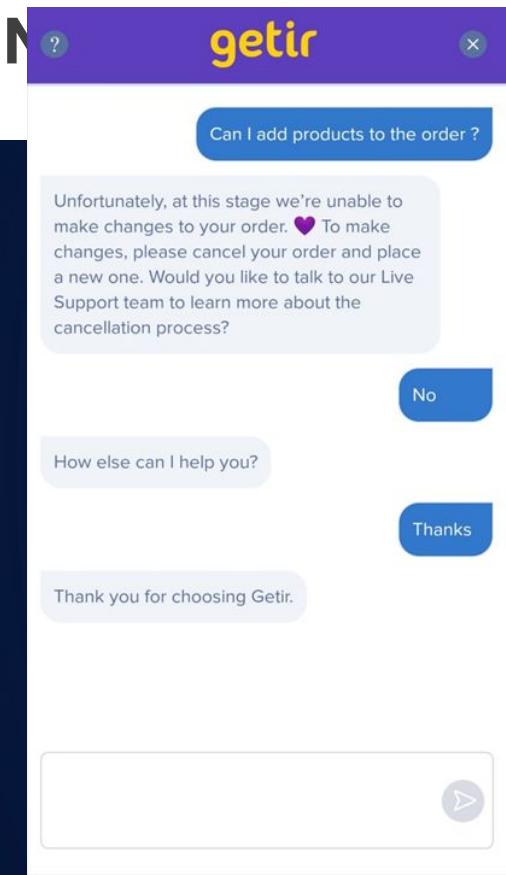 N
?
getir
Can I add products to the order ?
Unfortunately, at this stage we're unable to
make changes to your order. 💜 To make
changes, please cancel your order and place
a new one. Would you like to talk to our Live
Support team to learn more about the
cancellation process?
No
How else can I help you?
Thanks
Thank you for choosing Getir.